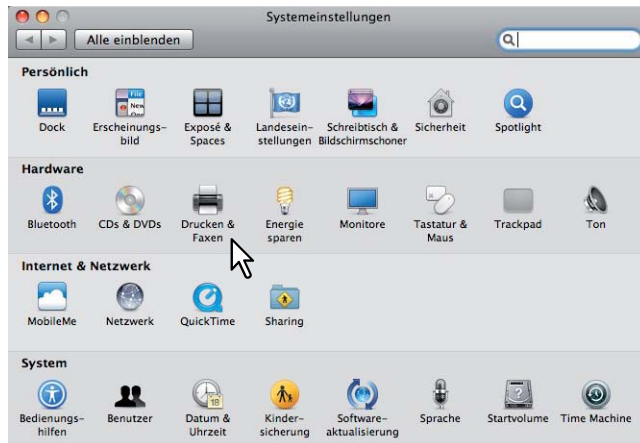 Systemeinstellungen
Alle einblenden
Persönlich
Dock
Erscheinungs-
bild
Exposé &
Spaces
Landesein-
stellungen
Schreibtisch &
Bildschirmschoner
Sicherheit
Spotlight
Hardware
Bluetooth
CDs & DVDs
Drucken &
Faxen
Energie
sparen
Monitore
Tastatur &
Maus
Trackpad
Ton
Internet & Netzwerk
MobileMe
Netzwerk
QuickTime
Sharing
System
Bedienungs-
hilfen
Benutzer
Datum &
Uhrzeit
Kinder-
sicherung
Software-
aktualisierung
Sprache
Startvolume
Time Machine